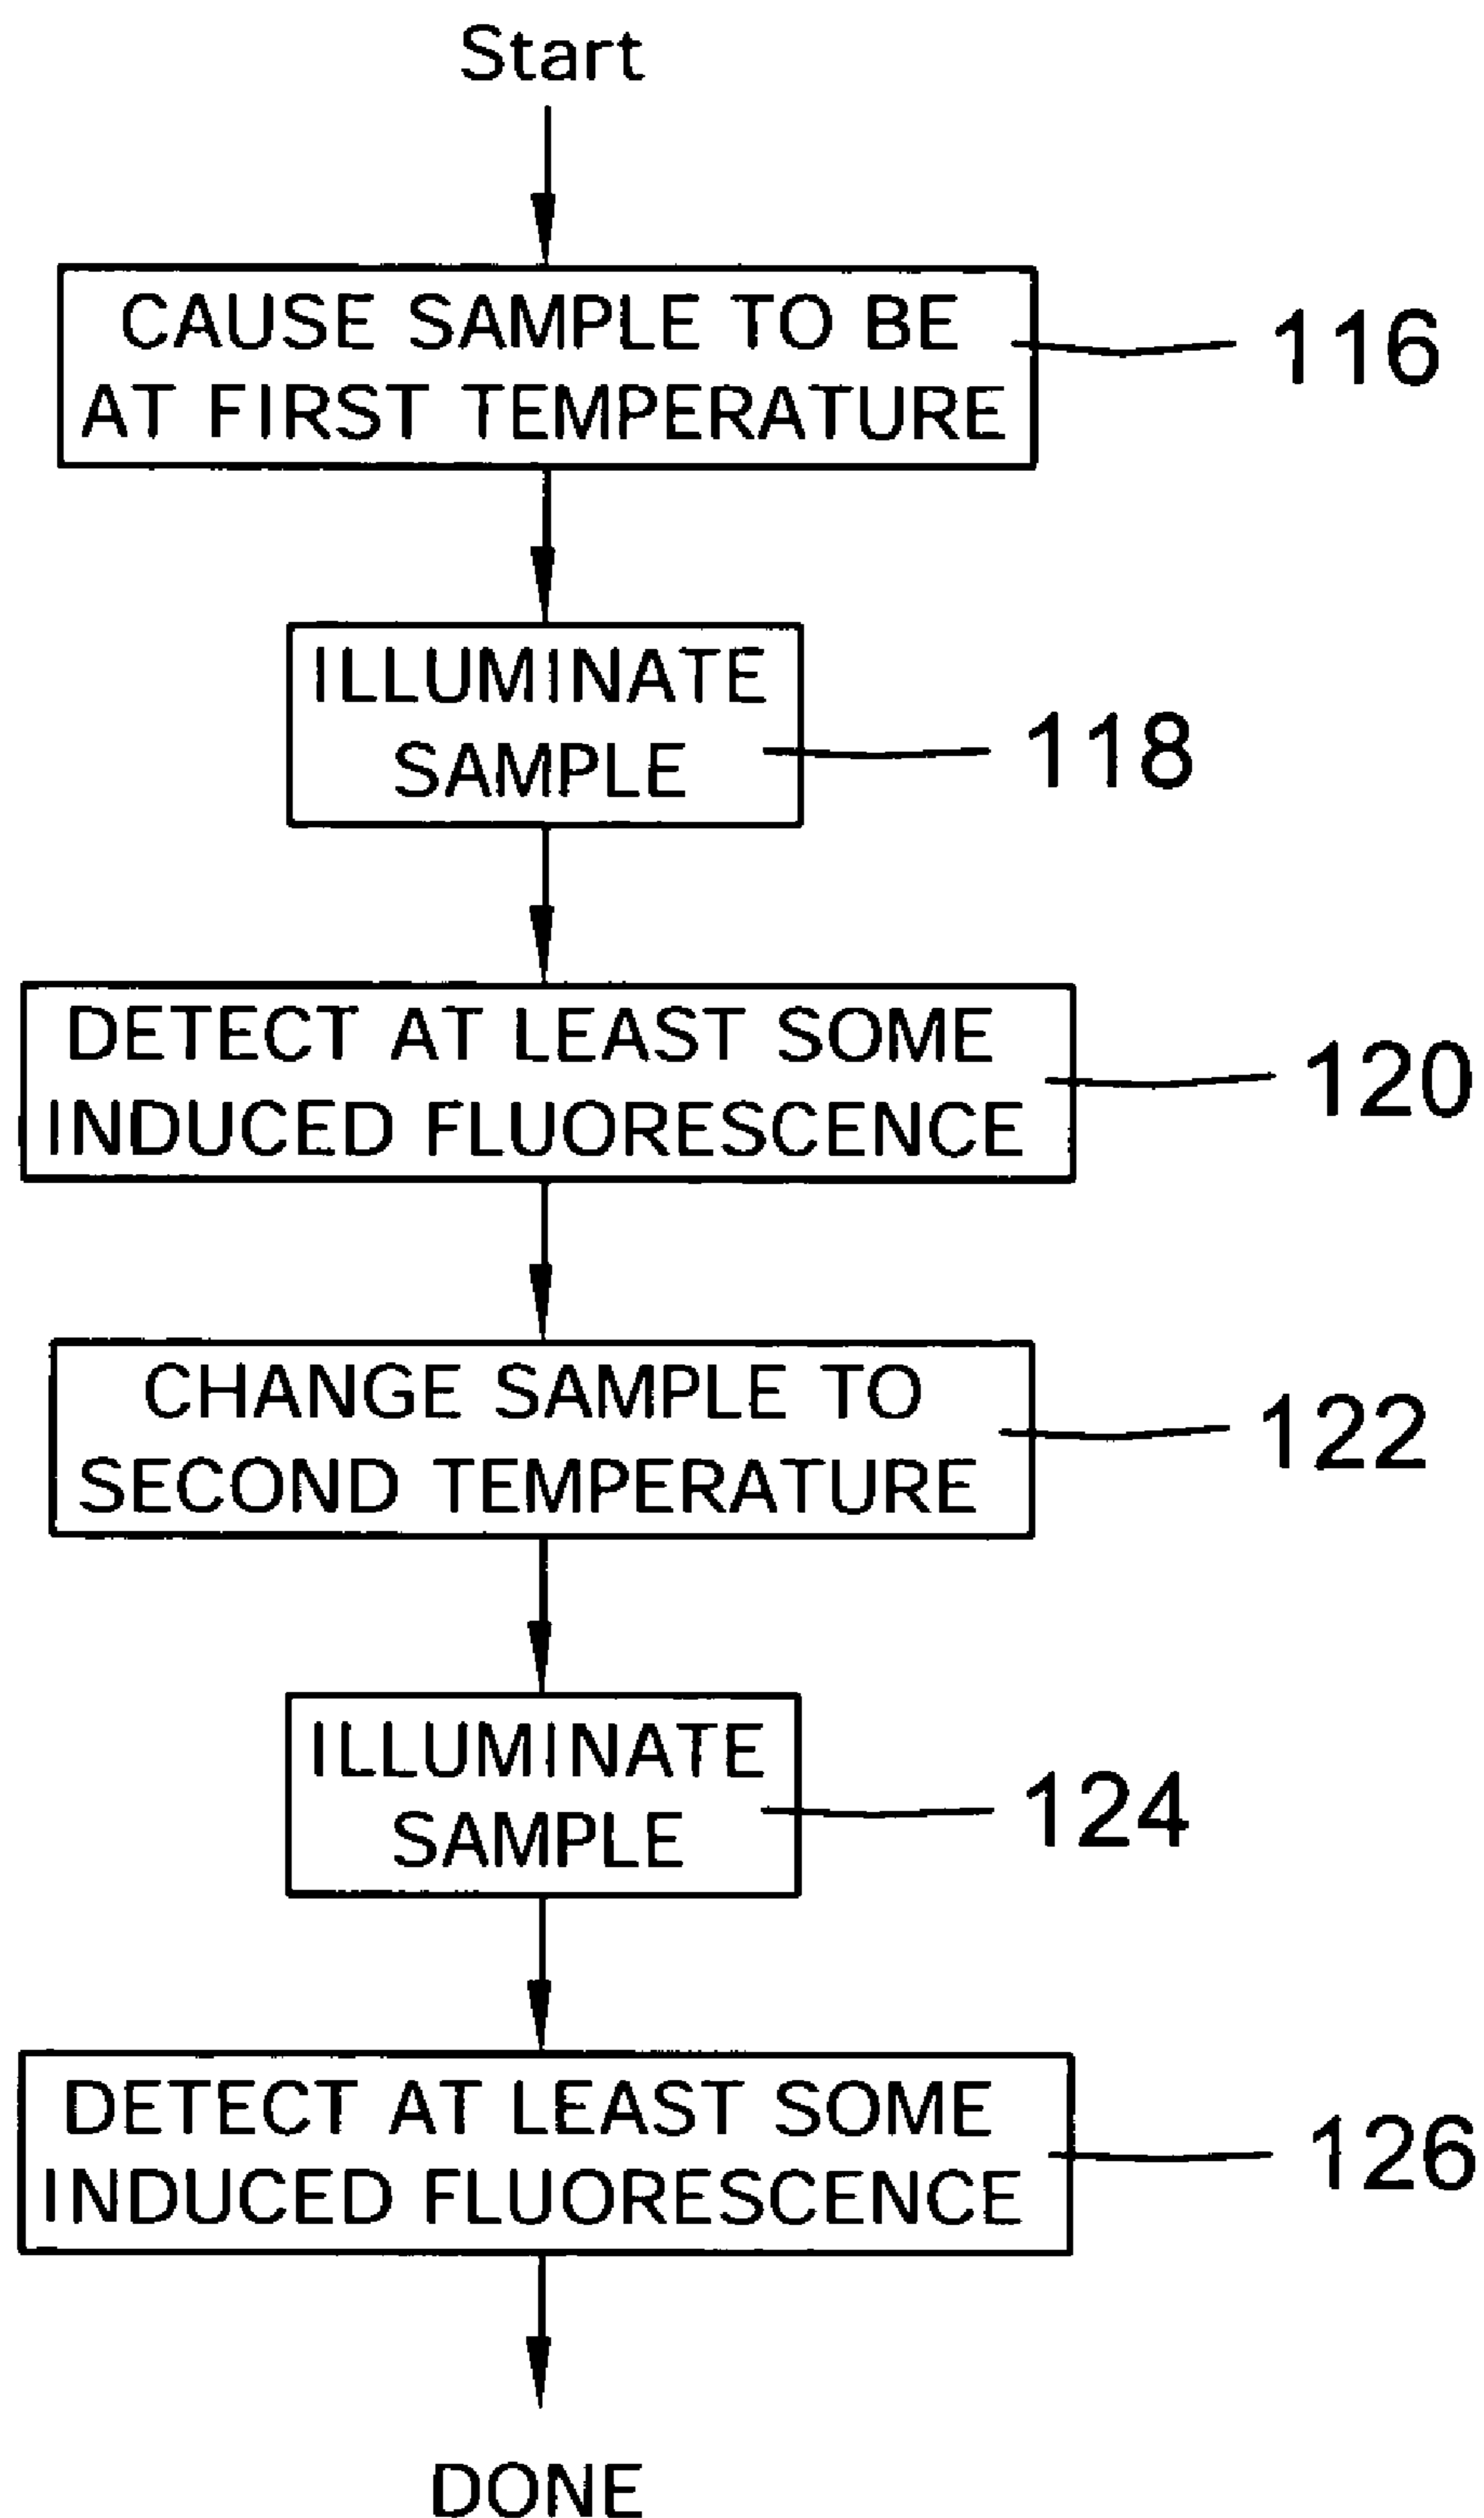 Start
CAUSE SAMPLE TO BE
AT FIRST TEMPERATURE
116
ILLUMINATE
SAMPLE
118
DETECT AT LEAST SOME
INDUCED FLUORESCENCE
120
CHANGE SAMPLE TO
SECOND TEMPERATURE
122
ILLUMINATE
SAMPLE
124
DETECT AT LEAST SOME
INDUCED FLUORESCENCE
126
DONE